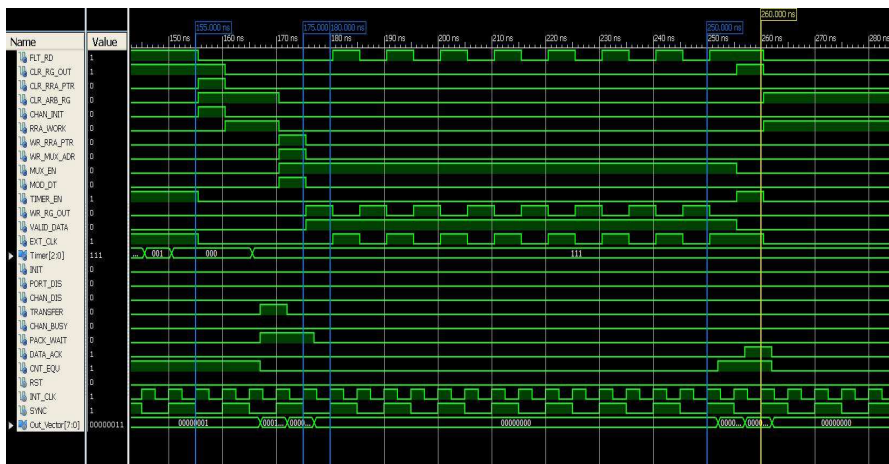 260.000 ns
155.000 ns 175.000 180.000 ns 250.000 ns
Name Value
150 ns 160 ns 170 ns 180 ns 190 ns 200 ns 210 ns 220 ns 230 ns 240 ns 250 ns 260 ns 270 ns 280 ns
FLT_RD 1
CLR_RG_OUT 1
CLR_RRA_PTR 0
CLR_ARB_RG 0
CHAN_INIT 0
RRA_WORK 0
WR_RRA_PTR 0
WR_MUX_ADR 0
MUX_EN 0
MOD_DT 0
TIMER_EN 1
WR_RG_OUT 0
VALID_DATA 0
EXT_CLK 1
Timer[2:0] 111 ... 001 000 111
INIT 0
PORT_DIS 0
CHAN_DIS 0
TRANSFER 0
CHAN_BUSY 0
PACK_WAIT 0
DATA_ACK 1
CNT_EQU 1
RST 0
INT_CLK 1
SYNC 1
Out_Vector[7:0] 00000011 00000001 0001... 0000... 00000000 0000... 0000... 00000000